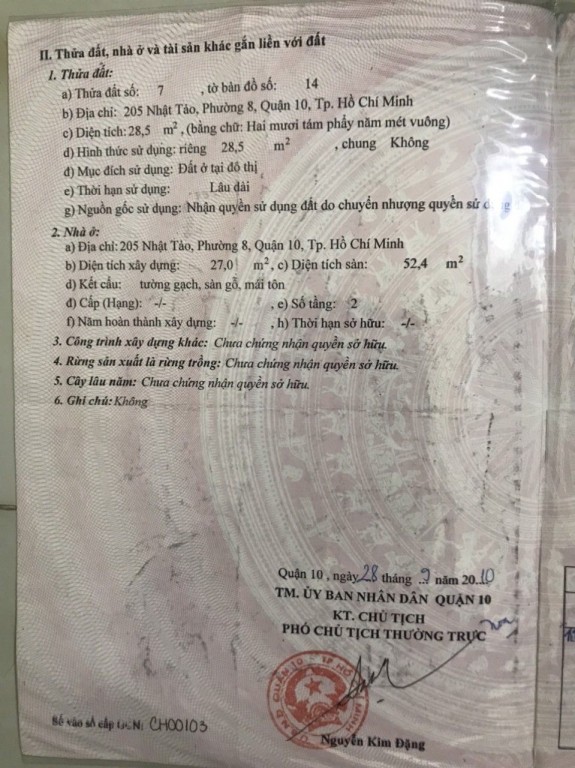 II. Thửa đất, nhà ở và tài sản khác gắn liền với đất
1. Thửa đất:
a) Thửa đất số: 7 , tờ bản đồ số: 14
b) Địa chỉ: 205 Nhật Tảo, Phường 8, Quận 10, Tp. Hồ Chí Minh
c) Diện tích: 28,5 m², (bằng chữ: Hai mươi tám phẩy năm mét vuông)
d) Hình thức sử dụng: riêng 28,5 m² , chung Không
đ) Mục đích sử dụng: Đất ở tại đô thị
e) Thời hạn sử dụng: Lâu dài
g) Nguồn gốc sử dụng: Nhận quyền sử dụng đất do chuyển nhượng quyền sử dụng
2. Nhà ở:
a) Địa chỉ: 205 Nhật Tảo, Phường 8, Quận 10, Tp. Hồ Chí Minh
b) Diện tích xây dựng: 27,0 m², c) Diện tích sàn: 52,4 m²
d) Kết cấu: tường gạch, sàn gỗ, mái tôn
đ) Cấp (Hạng): -/- , e) Số tầng: 2
f) Năm hoàn thành xây dựng: -/- , h) Thời hạn sở hữu: -/-
3. Công trình xây dựng khác: Chưa chứng nhận quyền sở hữu.
4. Rừng sản xuất là rừng trồng: Chưa chứng nhận quyền sở hữu.
5. Cây lâu năm: Chưa chứng nhận quyền sở hữu.
6. Ghi chú: Không
Quận 10 , ngày 28 tháng .. năm 20.10
TM. ỦY BAN NHÂN DÂN QUẬN 10
KT. CHỦ TỊCH
PHÓ CHỦ TỊCH THƯỜNG TRỰC
U.B.N.D. QUẬN 10 T.P HỒ CHÍ MINH
Số vào sổ cấp GCN: CH00103
Nguyễn Kim Đặng